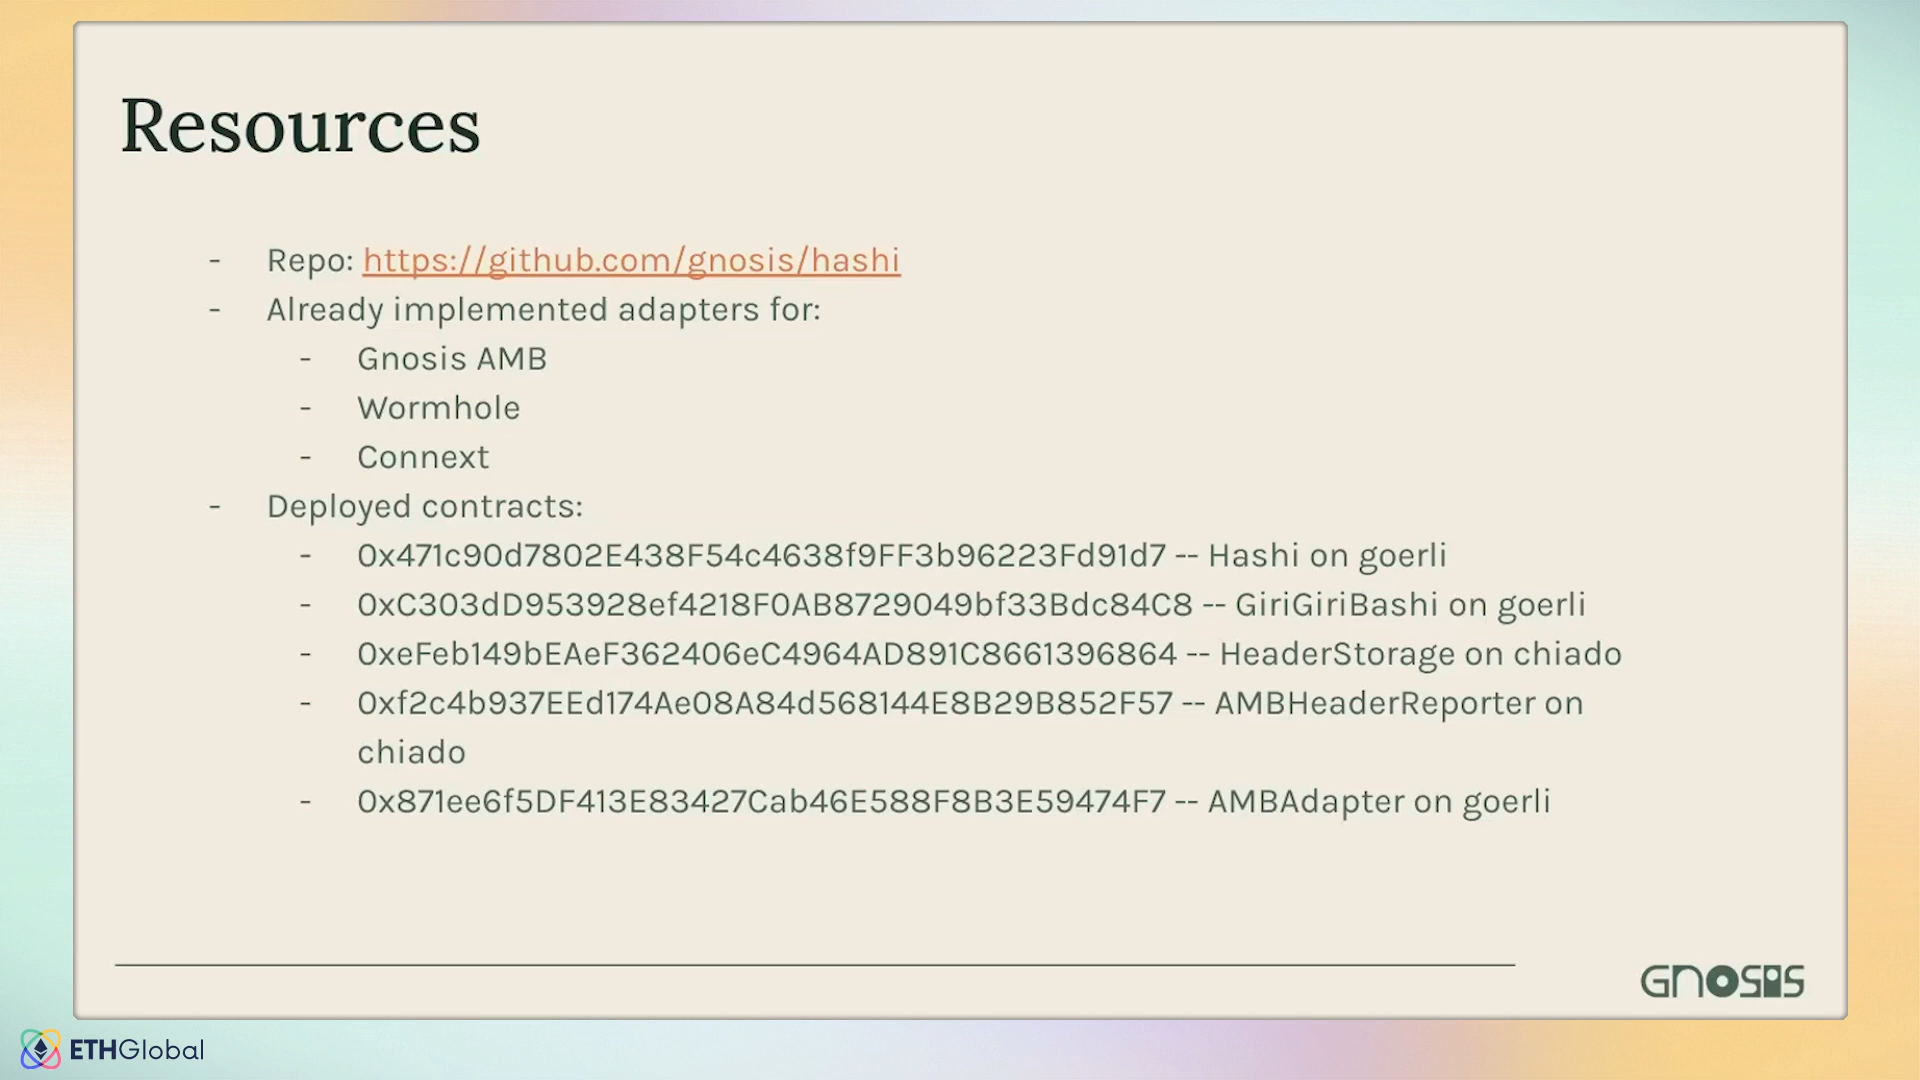 Resources
- Repo: https://github.com/gnosis/hashi
- Already implemented adapters for:
- Gnosis AMB
- Wormhole
- Connext
- Deployed contracts:
- 0x471c90d7802E438F54c4638f9FF3b96223Fd91d7 -- Hashi on goerli
- 0xC303dD953928ef4218F0AB8729049bf33Bdc84C8 -- GiriGiriBashi on goerli
- 0xeFeb149bEAeF362406eC4964AD891C8661396864 -- HeaderStorage on chiado
- 0xf2c4b937EEd174Ae08A84d568144E8B29B852F57 -- AMBHeaderReporter on
chiado
- 0x871ee6f5DF413E83427Cab46E588F8B3E59474F7 -- AMBAdapter on goerli
GNOSIS
ETHGlobal